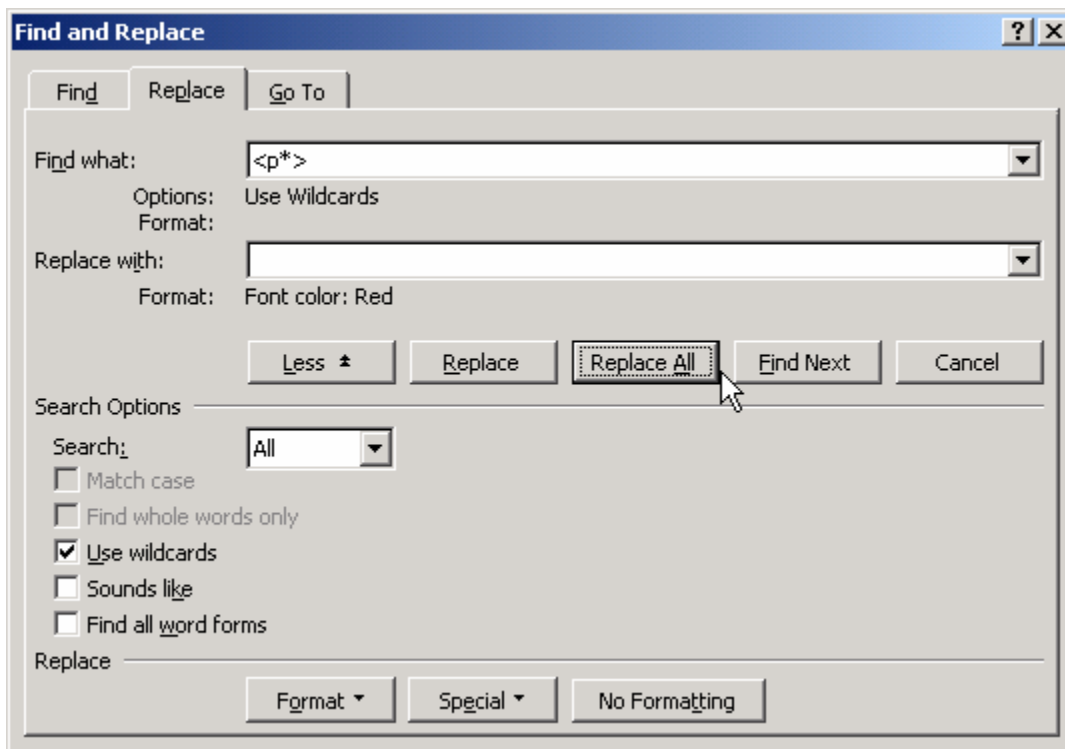 Find and Replace
Find Replace Go To
Find what: <p*>
Options: Use Wildcards
Format:
Replace with:
Format: Font color: Red
Less Replace Replace All Find Next Cancel
Search Options
Search: All
Match case
Find whole words only
Use wildcards
Sounds like
Find all word forms
Replace
Format Special No Formatting